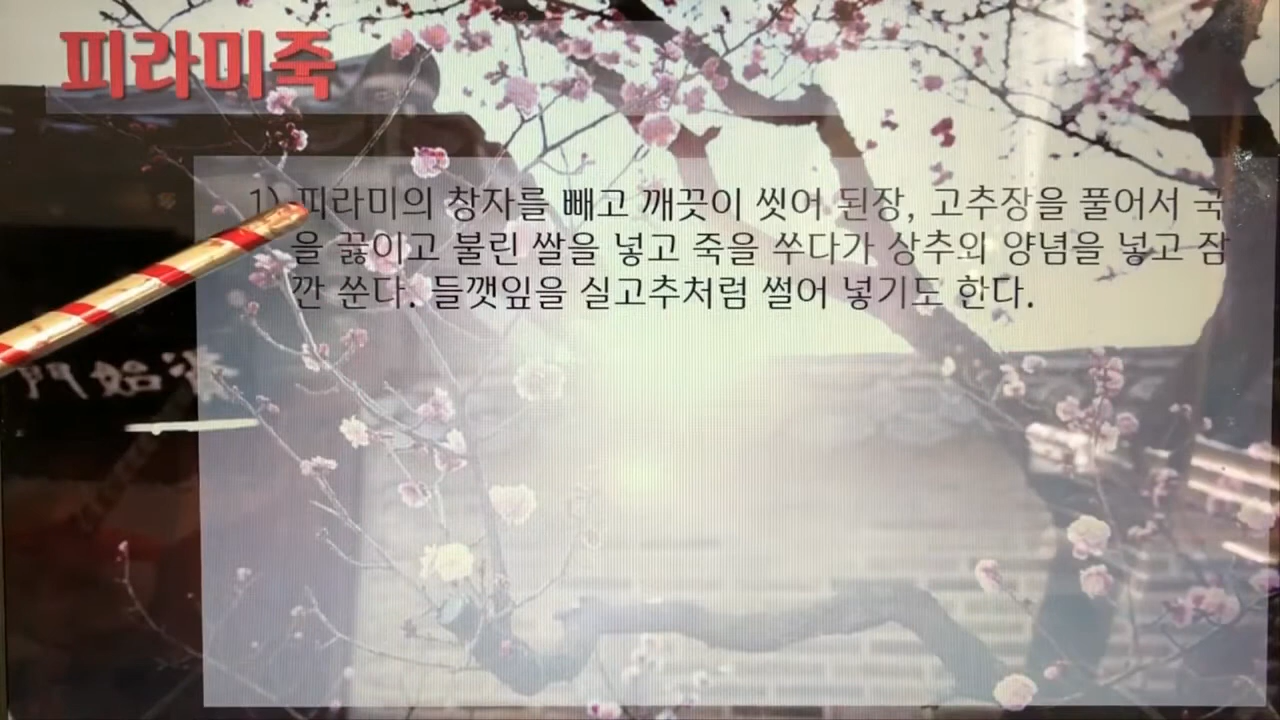 피라미죽
1) 피라미의 창자를 빼고 깨끗이 씻어 된장, 고추장을 풀어서 국
을 끓이고 불린 쌀을 넣고 죽을 쑤다가 상추와 양념을 넣고 잠
깐 쑨다. 들깻잎을 실고추처럼 썰어 넣기도 한다.
門始